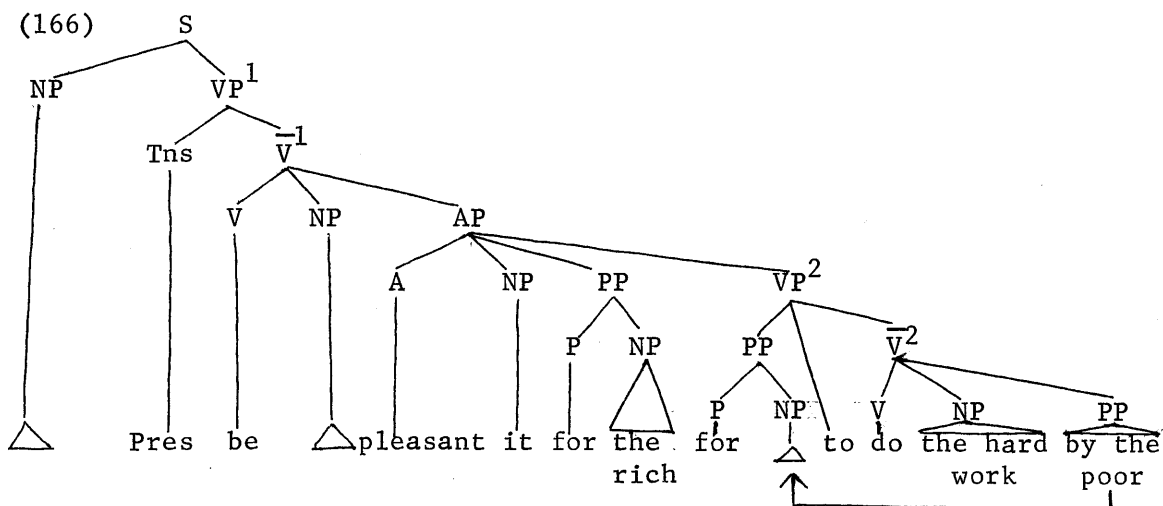 (166) S
NP VP1
Tns V̅1
V NP AP
A NP PP VP2
P NP PP V̅2
P NP V NP PP
Pres be pleasant it for the for to do the hard by the
rich work poor